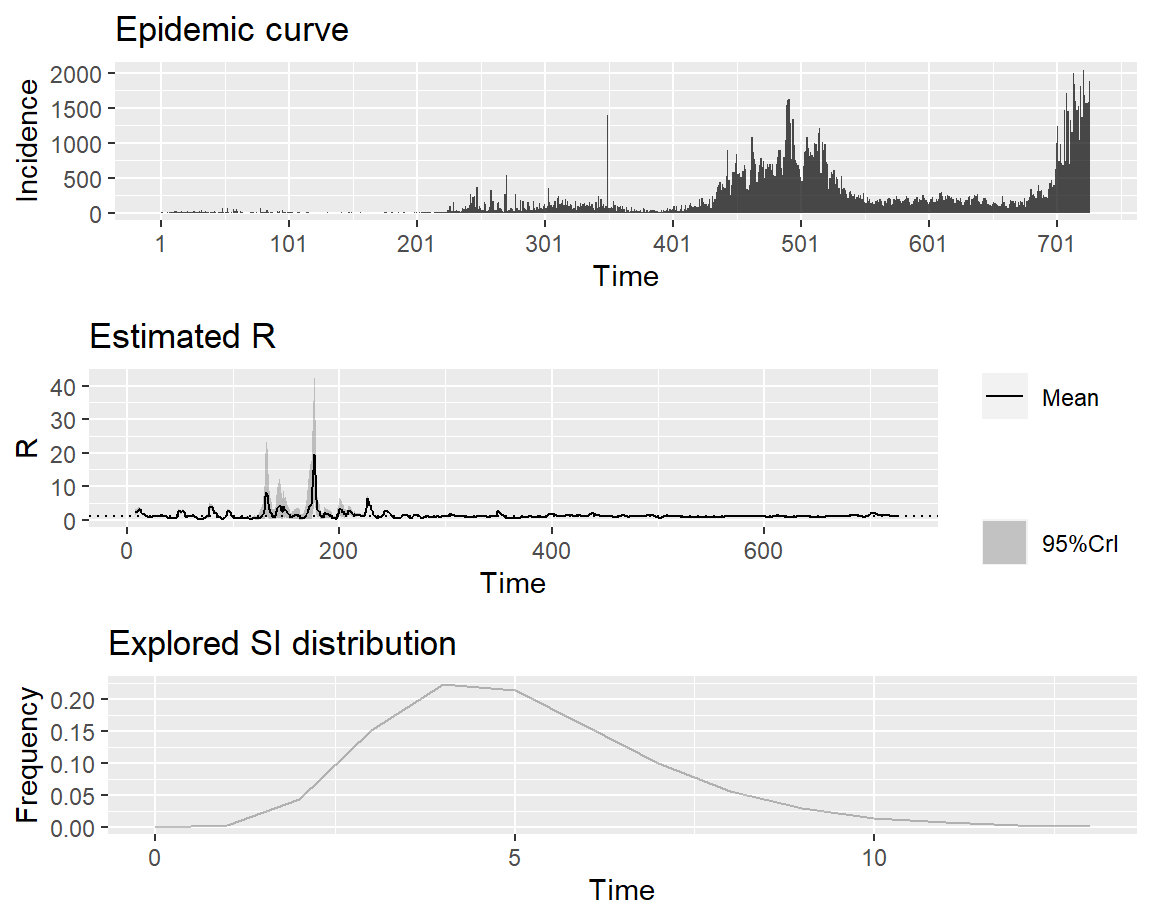 Epidemic curve
2000
1500
1000
500
0
Incidence
1 101 201 301 401 501 601 701
Time
Estimated R
40
30
20
10
0
R
0 200 400 600
Time
Mean
95%CrI
Explored SI distribution
0.20
0.15
0.10
0.05
0.00
Frequency
0 5 10
Time